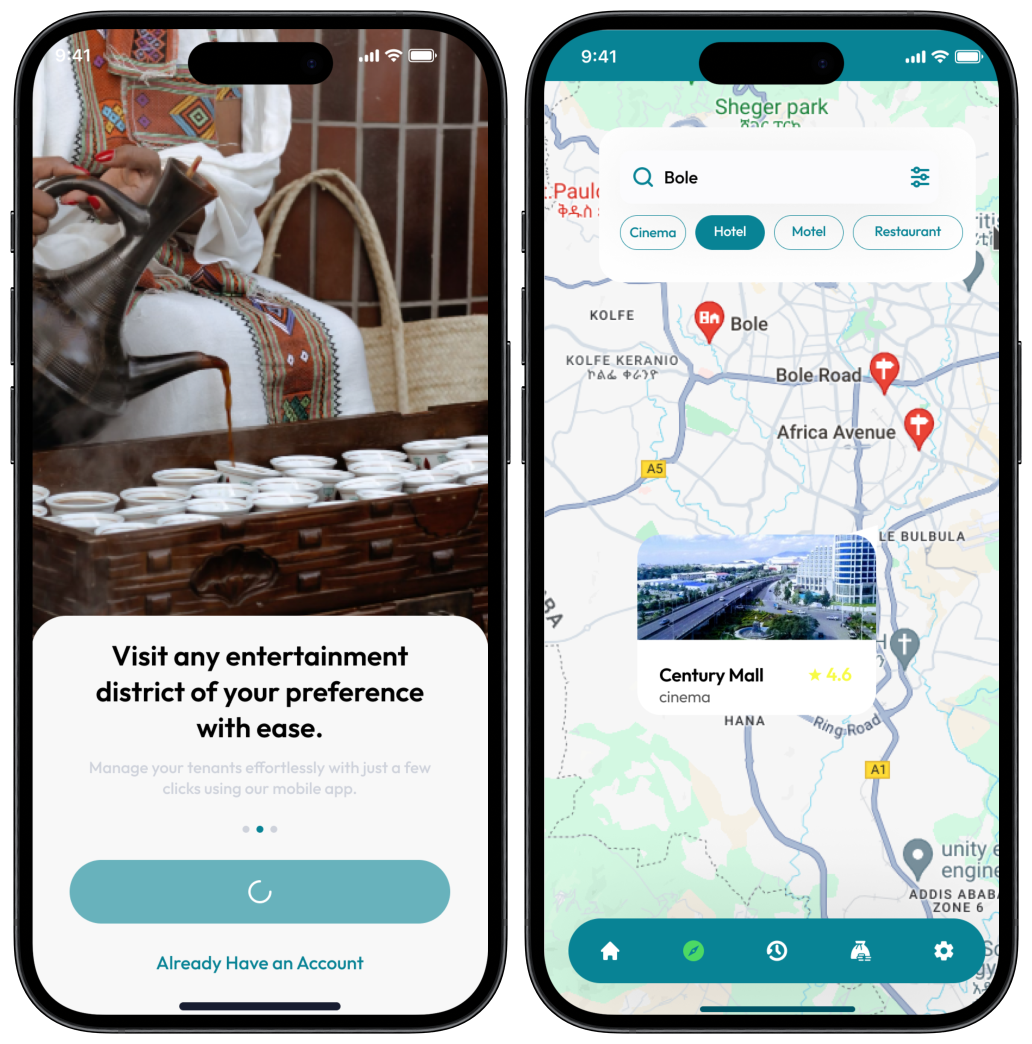 9:41
Visit any entertainment
district of your preference
with ease.
Manage your tenants effortlessly with just a few
clicks using our mobile app.
Already Have an Account
9:41
Sheger park
Bole
Cinema
Hotel
Motel
Restaurant
KOLFE
Bole
KOLFE KERANIO
ኮልፌ ቀራንዮ
Bole Road
Africa Avenue
A5
LE BULBULA
Century Mall
★ 4.6
cinema
HANA
Ring Road
A1
unity e
engine
ADDIS ABABA
ZONE 6